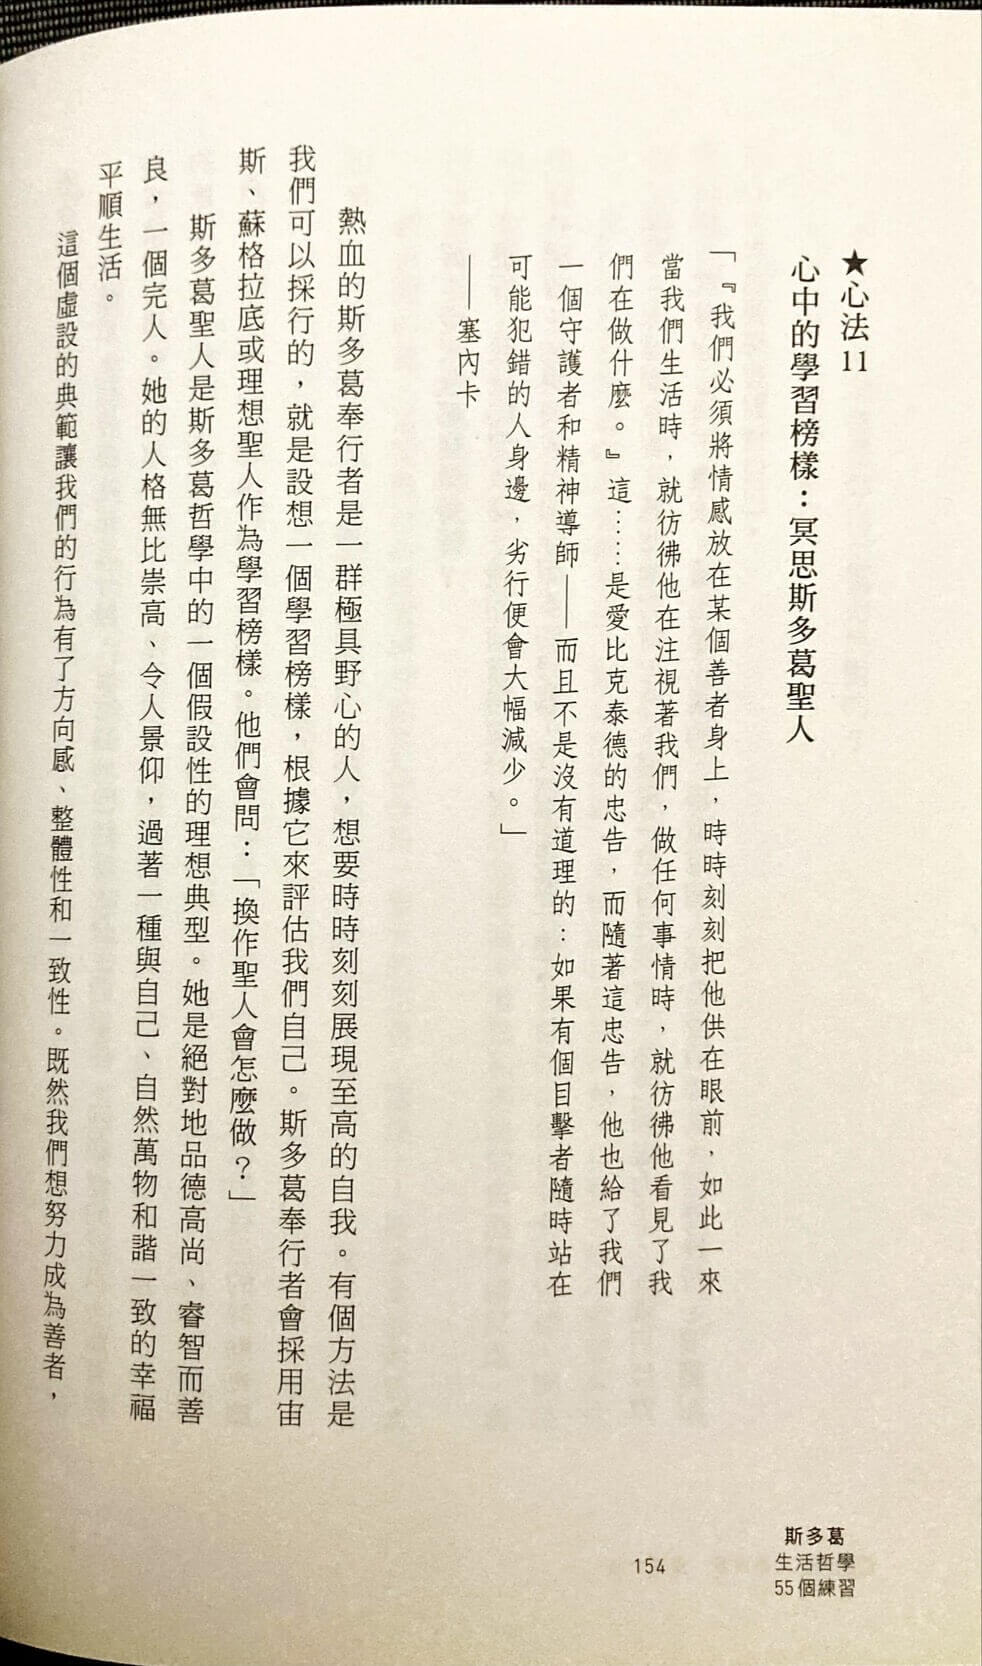 ★心法11
心中的學習榜樣：冥思斯多葛聖人
「『我們必須將情感放在某個善者身上，時時刻刻把他供在眼前，如此一來
當我們生活時，就彷彿他在注視著我們，做任何事情時，就彷彿他看見了我
們在做什麼。』這……是愛比克泰德的忠告，而隨著這忠告，他也給了我們
一個守護者和精神導師——而且不是沒有道理的：如果有個目擊者隨時站在
可能犯錯的人身邊，劣行便會大幅減少。」
——塞內卡
熱血的斯多葛奉行者是一群極具野心的人，想要時時刻刻展現至高的自我。有個方法是
我們可以採行的，就是設想一個學習榜樣，根據它來評估我們自己。斯多葛奉行者會採用宙
斯、蘇格拉底或理想聖人作為學習榜樣。他們會問：「換作聖人會怎麼做？」
斯多葛聖人是斯多葛哲學中的一個假設性的理想典型。她是絕對地品德高尚、睿智而善
良，一個完人。她的人格無比崇高、令人景仰，過著一種與自己、自然萬物和諧一致的幸福
平順生活。
這個虛設的典範讓我們的行為有了方向感、整體性和一致性。既然我們想努力成為善者，
斯多葛
生活哲學
55個練習
154